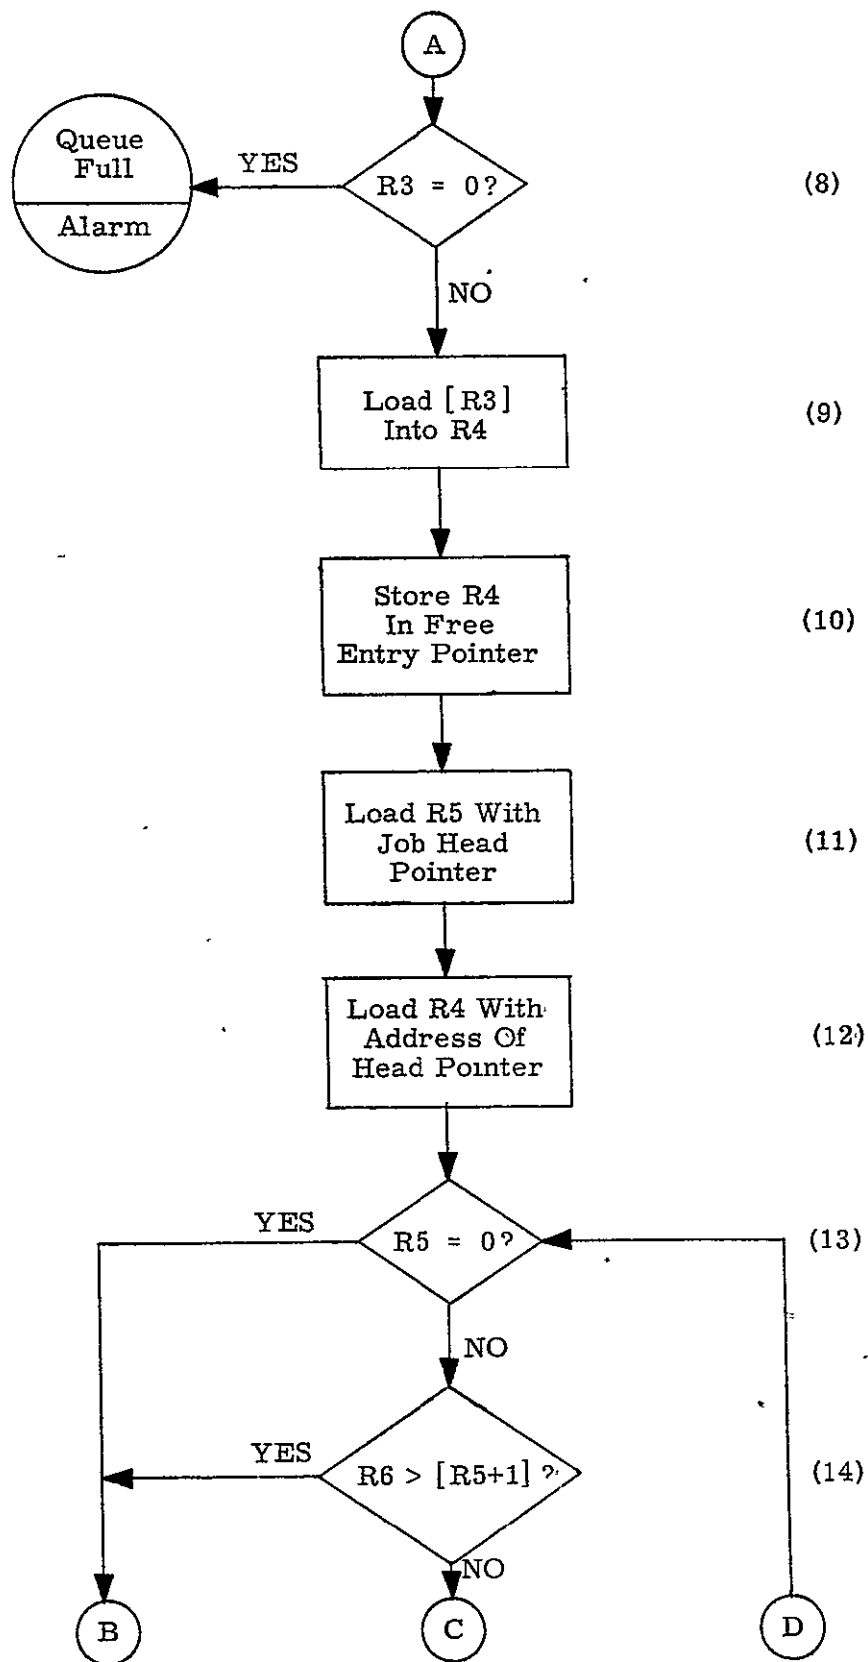 A
Queue
Full
Alarm
YES
R3 = 0?
(8)
NO
Load [R3]
Into R4
(9)
Store R4
In Free
Entry Pointer
(10)
Load R5 With
Job Head
Pointer
(11)
Load R4 With
Address Of
Head Pointer
(12)
YES
R5 = 0?
(13)
NO
YES
R6 > [R5+1] ?
(14)
NO
B
C
D